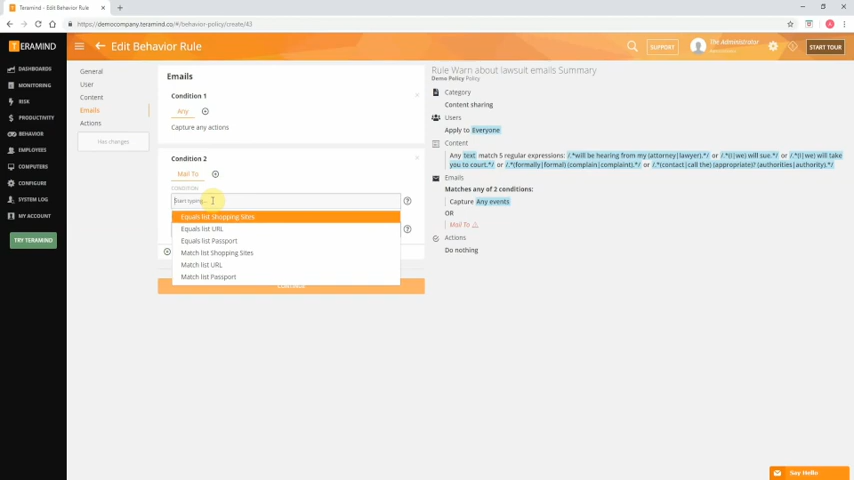 Teramind - Edit Behavior Rule
https://democompany.teramind.co/#/behavior-policy/create/43
TERAMIND
Edit Behavior Rule
SUPPORT
The Administrator
START TOUR
DASHBOARDS
MONITORING
RISK
PRODUCTIVITY
BEHAVIOR
EMPLOYEES
COMPUTERS
CONFIGURE
SYSTEM LOG
MY ACCOUNT
TRY TERAMIND
General
User
Content
Emails
Actions
Has changes
Emails
Condition 1
Any
Capture any actions
Condition 2
Mail To
CONDITION
Start typing...
Equals list Shopping Sites
Equals list URL
Equals list Passport
Match list Shopping Sites
Match list URL
Match list Passport
CONTINUE
Rule Warn about lawsuit emails Summary
Demo Policy Policy
Category
Content sharing
Users
Apply to Everyone
Content
Any text match 5 regular expressions: /.*will be hearing from my (attorney|lawyer).*/ or /.*(i|we) will sue.*/ or /.*(i|we) will take
you to court.*/ or /.*(formally|formal) (complain|complaint).*/ or /.*(contact|call the) (appropriate)? (authorities|authority).*/
Emails
Matches any of 2 conditions:
Capture Any events
OR
Mail To
Actions
Do nothing
Say Hello